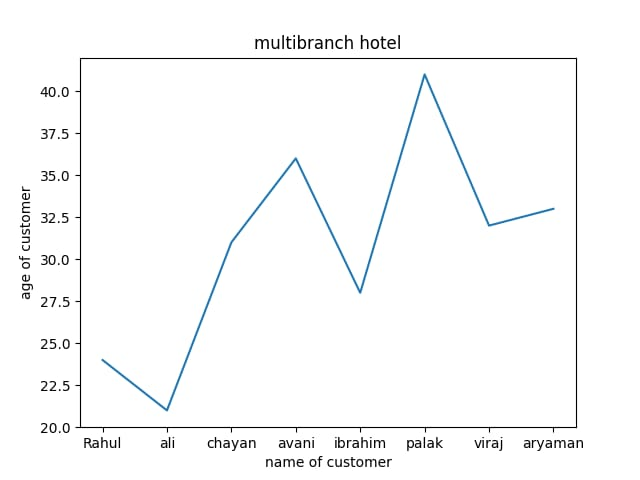 multibranch hotel
40.0
37.5
35.0
32.5
30.0
27.5
25.0
22.5
20.0
age of customer
Rahul ali chayan avani ibrahim palak viraj aryaman
name of customer